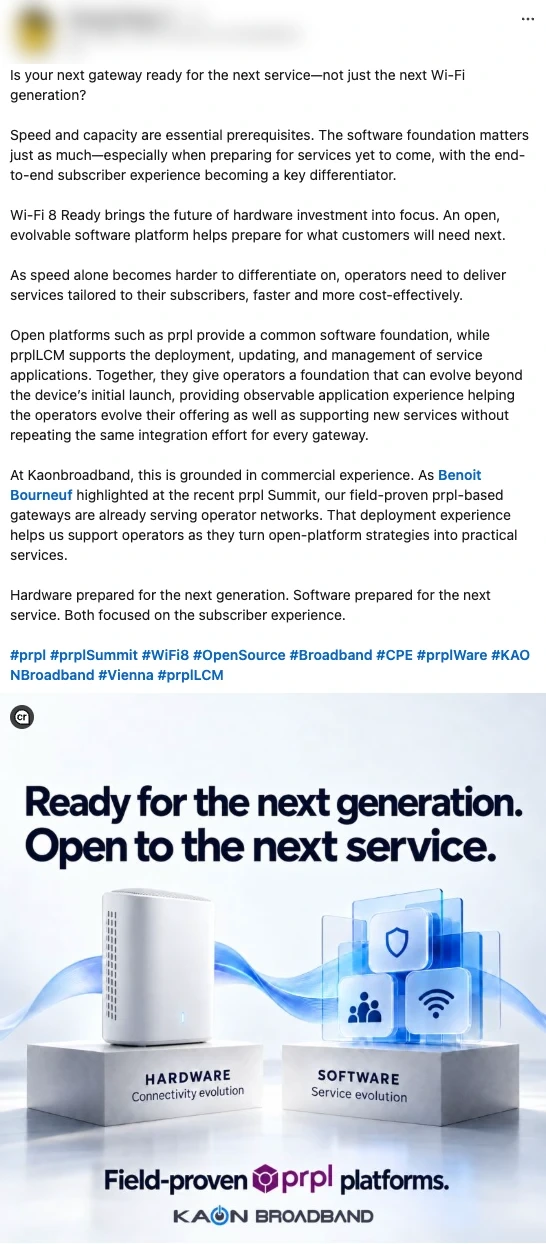 Is your next gateway ready for the next service—not just the next Wi-Fi
generation?
Speed and capacity are essential prerequisites. The software foundation matters
just as much—especially when preparing for services yet to come, with the end-
to-end subscriber experience becoming a key differentiator.
Wi-Fi 8 Ready brings the future of hardware investment into focus. An open,
evolvable software platform helps prepare for what customers will need next.
As speed alone becomes harder to differentiate on, operators need to deliver
services tailored to their subscribers, faster and more cost-effectively.
Open platforms such as prpl provide a common software foundation, while
prplLCM supports the deployment, updating, and management of service
applications. Together, they give operators a foundation that can evolve beyond
the device's initial launch, providing observable application experience helping
the operators evolve their offering as well as supporting new services without
repeating the same integration effort for every gateway.
At Kaonbroadband, this is grounded in commercial experience. As Benoit
Bourneuf highlighted at the recent prpl Summit, our field-proven prpl-based
gateways are already serving operator networks. That deployment experience
helps us support operators as they turn open-platform strategies into practical
services.
Hardware prepared for the next generation. Software prepared for the next
service. Both focused on the subscriber experience.
#prpl #prplSummit #WiFi8 #OpenSource #Broadband #CPE #prplWare #KAO
NBroadband #Vienna #prplLCM
cr
Ready for the next generation.
Open to the next service.
HARDWARE
Connectivity evolution
SOFTWARE
Service evolution
Field-proven prpl platforms.
KAON BROADBAND